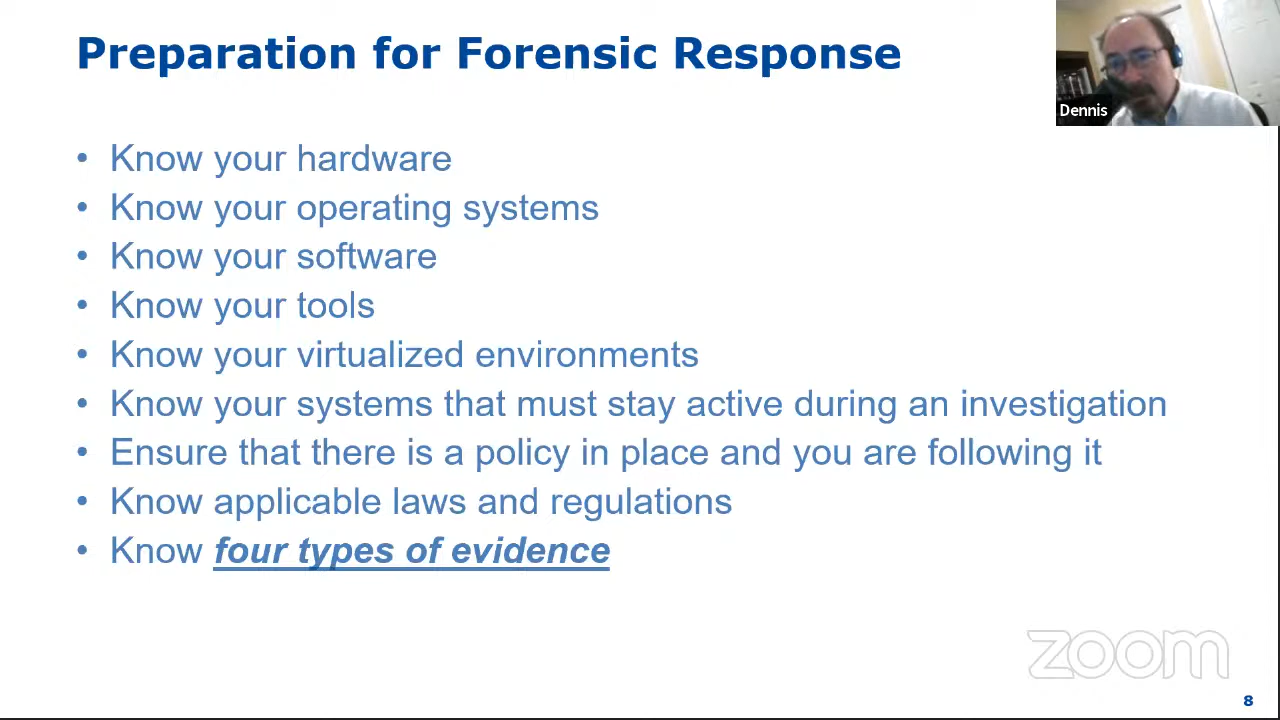 Preparation for Forensic Response
Dennis
• Know your hardware
• Know your operating systems
• Know your software
• Know your tools
• Know your virtualized environments
• Know your systems that must stay active during an investigation
• Ensure that there is a policy in place and you are following it
• Know applicable laws and regulations
• Know four types of evidence
zoom
8